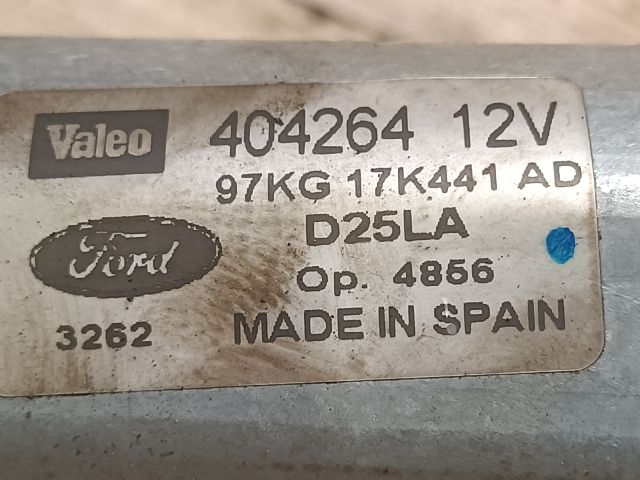 Valeo 404264 12V
97KG 17K441 AD
Ford D25LA
Op. 4856
3262 MADE IN SPAIN